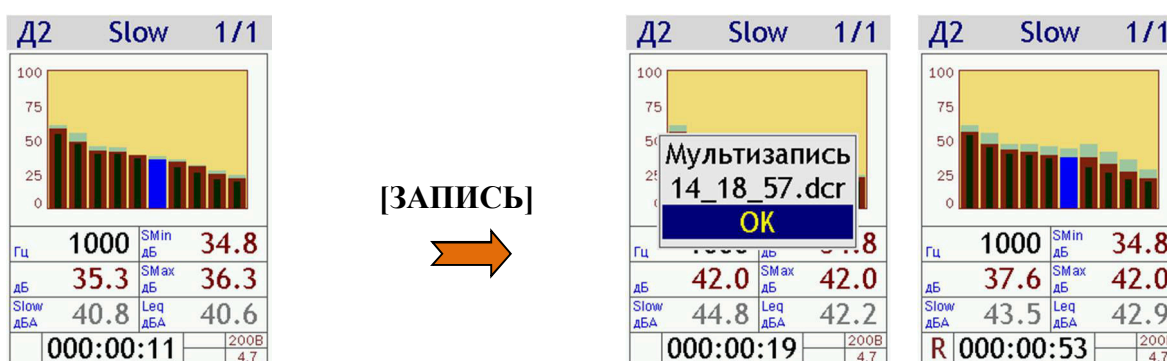 Д2 Slow 1/1
100
75
50
25
0
Гц 1000 SMin дБ 34.8
дБ 35.3 SMax дБ 36.3
Slow дБА 40.8 Leq дБА 40.6
000:00:11 200В 4.7
[ЗАПИСЬ]
Д2 Slow 1/1
100
75
Мультизапись
14_18_57.dcr
OK
Гц дБ .8
дБ 42.0 SMax дБ 42.0
Slow дБА 44.8 Leq дБА 42.2
000:00:19 200В 4.7
Д2 Slow 1/1
100
75
50
25
0
Гц 1000 SMin дБ 34.8
дБ 37.6 SMax дБ 42.0
Slow дБА 43.5 Leq дБА 42.9
R 000:00:53 200 4.7